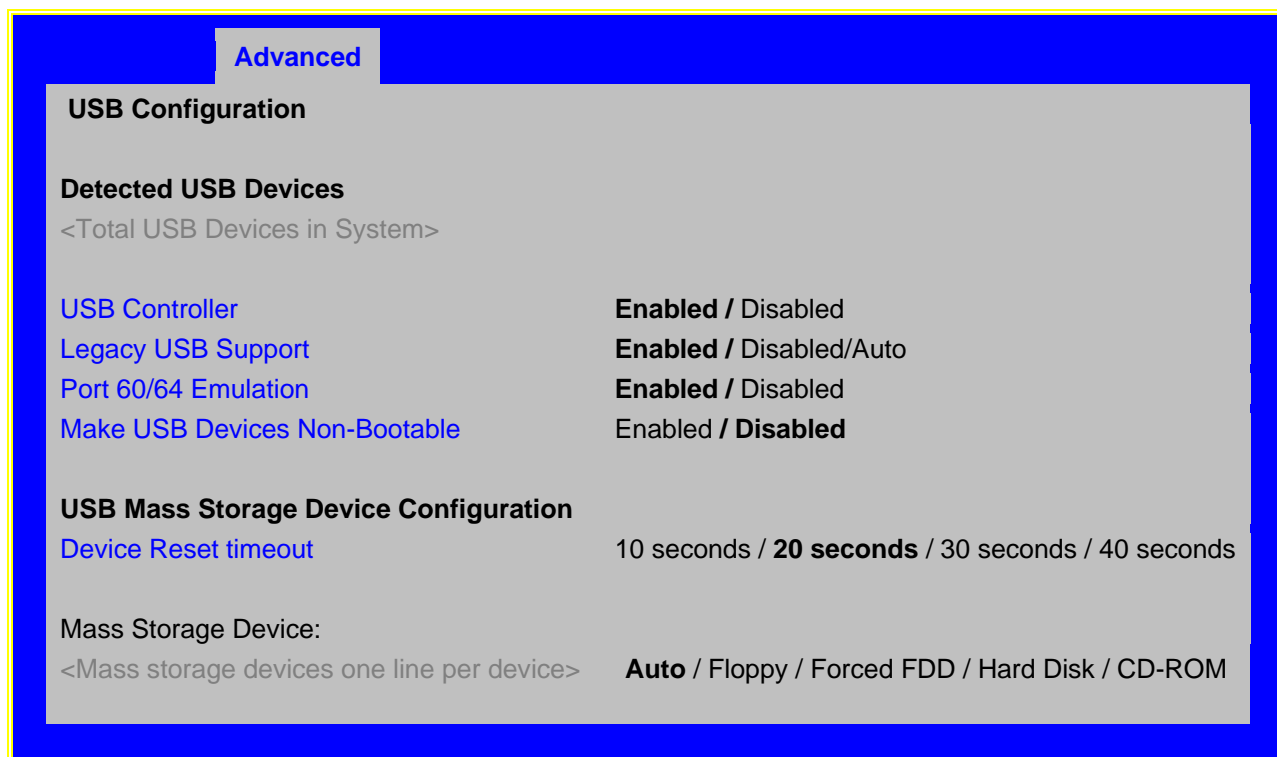 Advanced
USB Configuration
Detected USB Devices
<Total USB Devices in System>
USB Controller Enabled / Disabled
Legacy USB Support Enabled / Disabled/Auto
Port 60/64 Emulation Enabled / Disabled
Make USB Devices Non-Bootable Enabled / Disabled
USB Mass Storage Device Configuration
Device Reset timeout 10 seconds / 20 seconds / 30 seconds / 40 seconds
Mass Storage Device:
<Mass storage devices one line per device> Auto / Floppy / Forced FDD / Hard Disk / CD-ROM